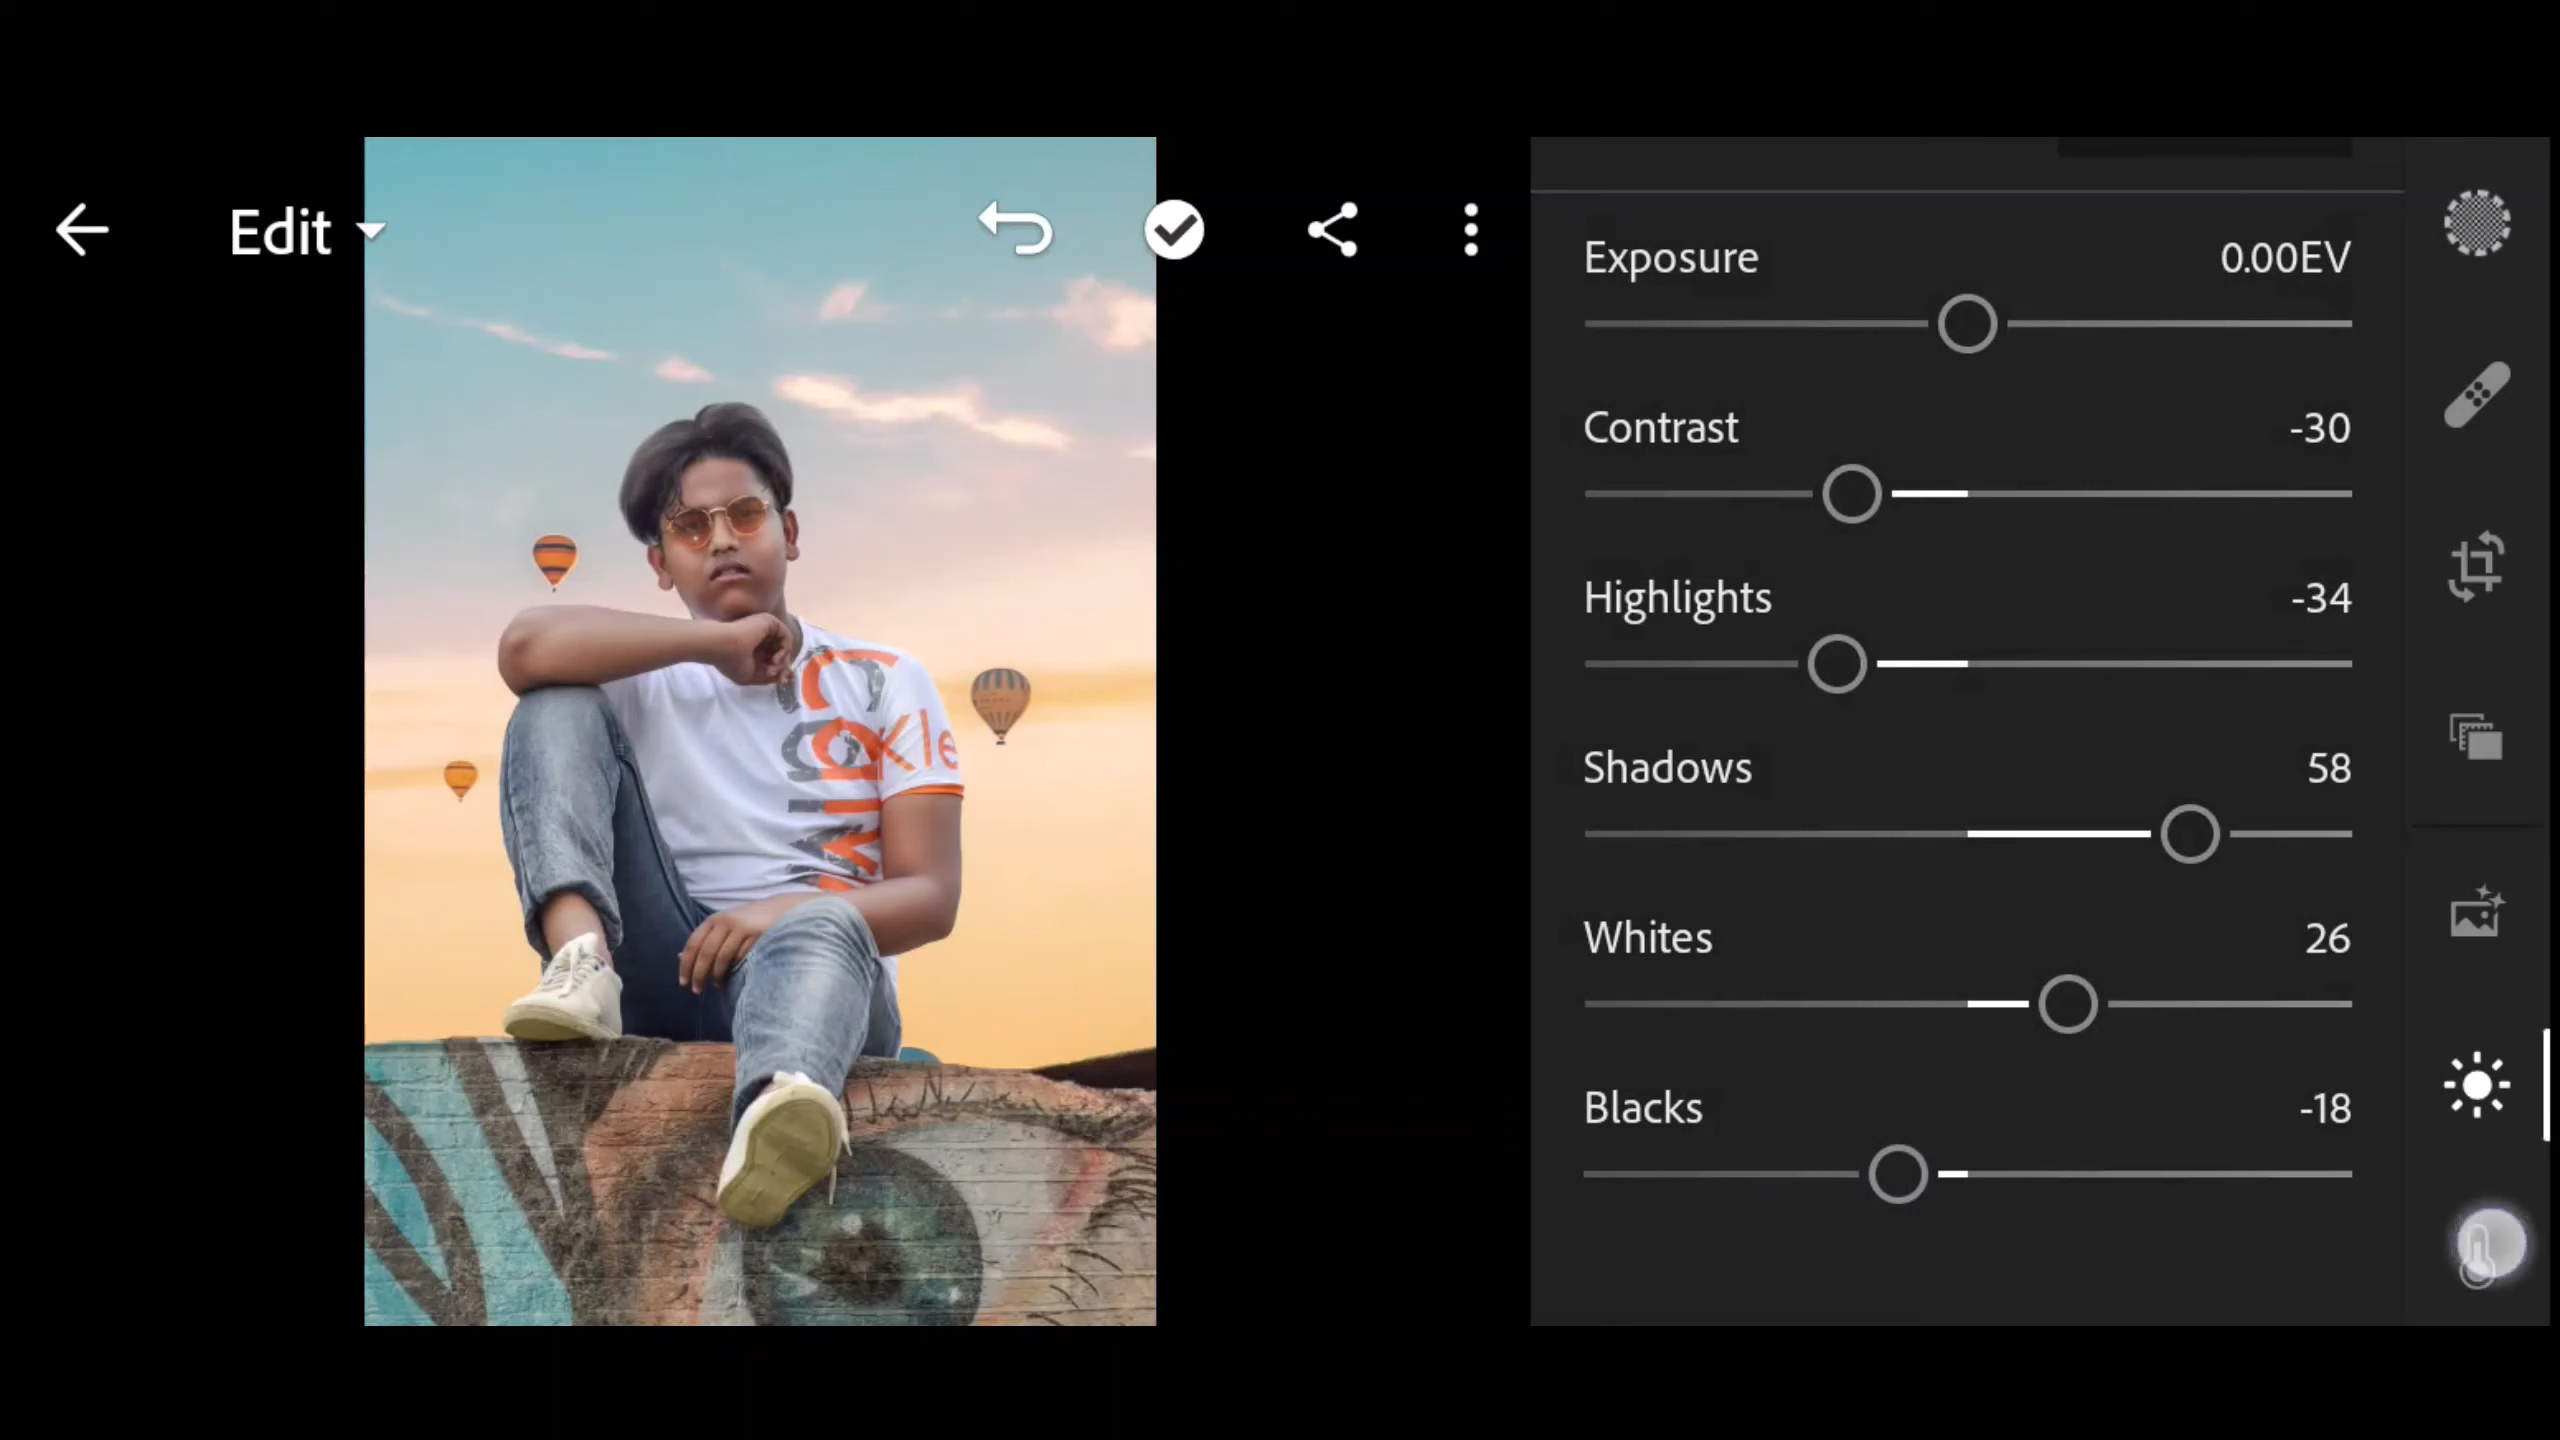 Edit
Exposure 0.00EV
Contrast -30
Highlights -34
Shadows 58
Whites 26
Blacks -18